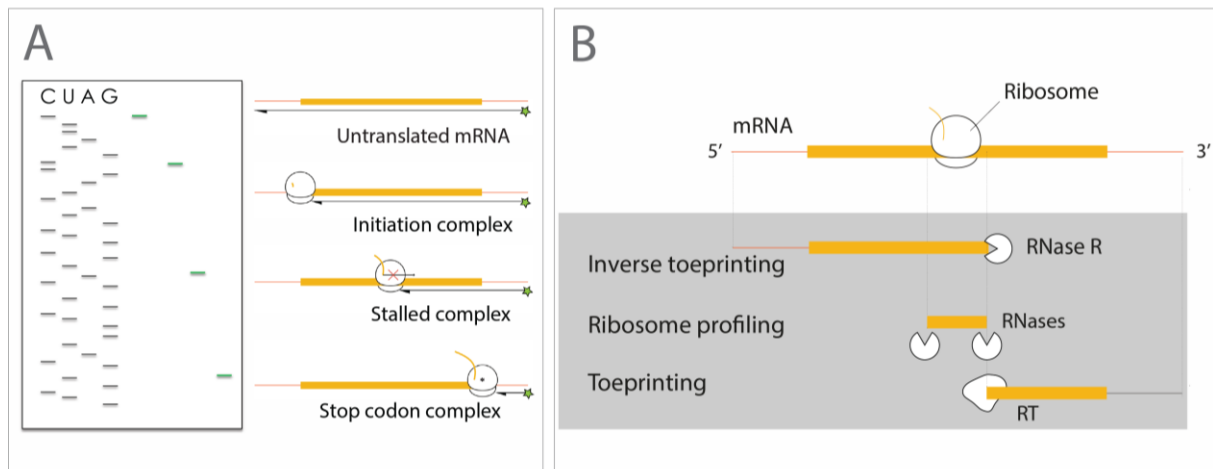 A
C U A G
Untranslated mRNA
Initiation complex
Stalled complex
Stop codon complex
B
Ribosome
mRNA
5’
3’
Inverse toeprinting
RNase R
Ribosome profiling
RNases
Toeprinting
RT